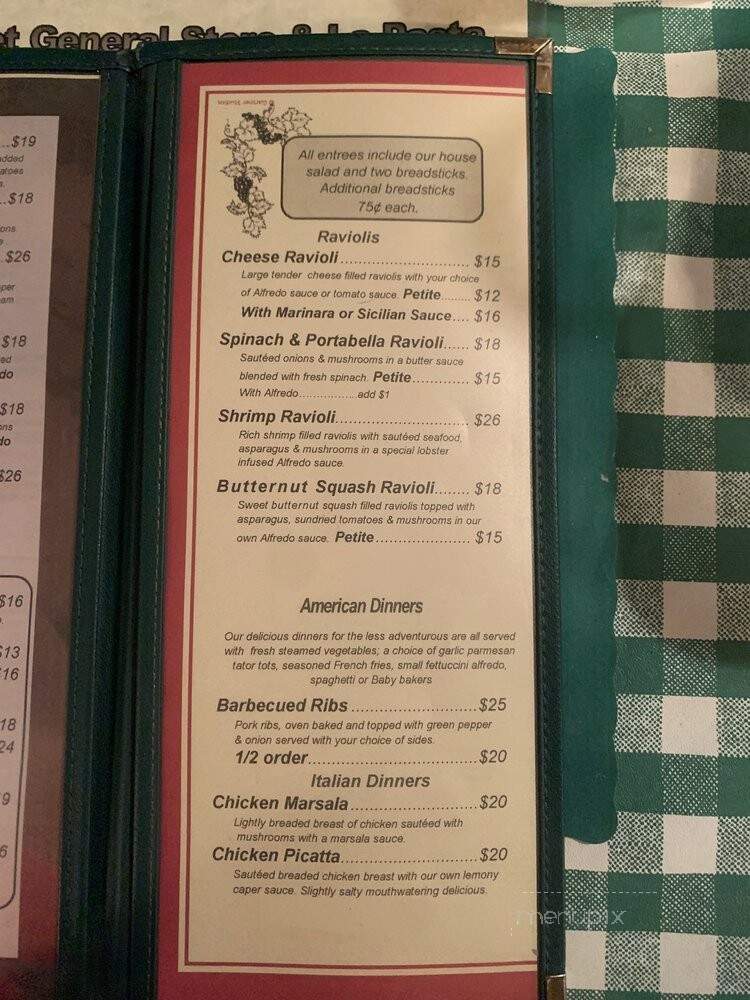 General Store & La Pasta
...$19
...$18
$26
$18
do
$18
$26
$16
$13
16
18
24
9
6
© Gartner Studios
All entrees include our house
salad and two breadsticks.
Additional breadsticks
75¢ each.
Raviolis
Cheese Ravioli ............................ $15
Large tender cheese filled raviolis with your choice
of Alfredo sauce or tomato sauce. Petite......... $12
With Marinara or Sicilian Sauce.... $16
Spinach & Portabella Ravioli...... $18
Sautéed onions & mushrooms in a butter sauce
blended with fresh spinach. Petite............. $15
With Alfredo..................add $1
Shrimp Ravioli............................. $26
Rich shrimp filled raviolis with sautéed seafood,
asparagus & mushrooms in a special lobster
infused Alfredo sauce.
Butternut Squash Ravioli........ $18
Sweet butternut squash filled raviolis topped with
asparagus, sundried tomatoes & mushrooms in our
own Alfredo sauce. Petite...................... $15
American Dinners
Our delicious dinners for the less adventurous are all served
with fresh steamed vegetables; a choice of garlic parmesan
tator tots, seasoned French fries, small fettuccini alfredo,
spaghetti or Baby bakers
Barbecued Ribs ...........................$25
Pork ribs, oven baked and topped with green pepper
& onion served with your choice of sides.
1/2 order.....................................$20
Italian Dinners
Chicken Marsala...........................$20
Lightly breaded breast of chicken sautéed with
mushrooms with a marsala sauce.
Chicken Picatta.............................$20
Sautéed breaded chicken breast with our own lemony
caper sauce. Slightly salty mouthwatering delicious.
menupix